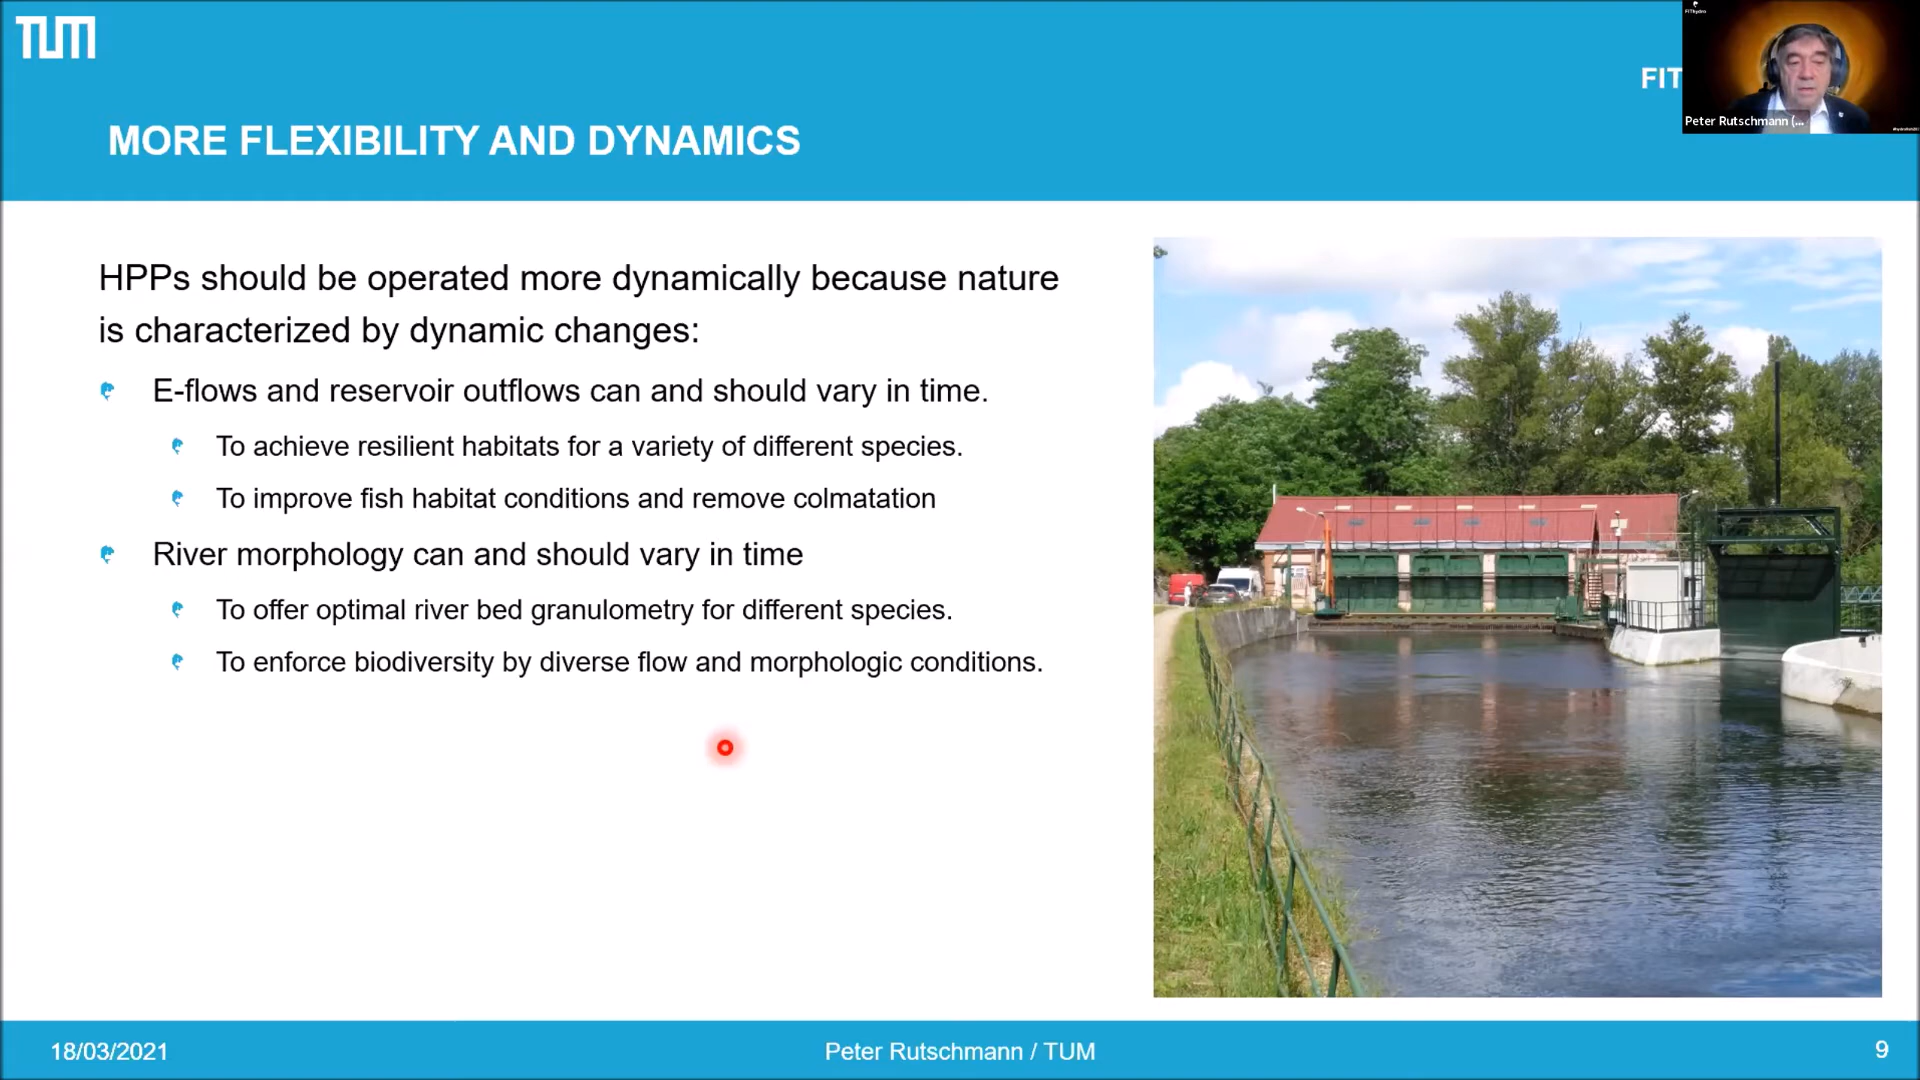 TUM
FIT
FIThydro
Peter Rutschmann (...
MORE FLEXIBILITY AND DYNAMICS
HPPs should be operated more dynamically because nature
is characterized by dynamic changes:
E-flows and reservoir outflows can and should vary in time.
To achieve resilient habitats for a variety of different species.
To improve fish habitat conditions and remove colmatation
River morphology can and should vary in time
To offer optimal river bed granulometry for different species.
To enforce biodiversity by diverse flow and morphologic conditions.
18/03/2021
Peter Rutschmann / TUM
9